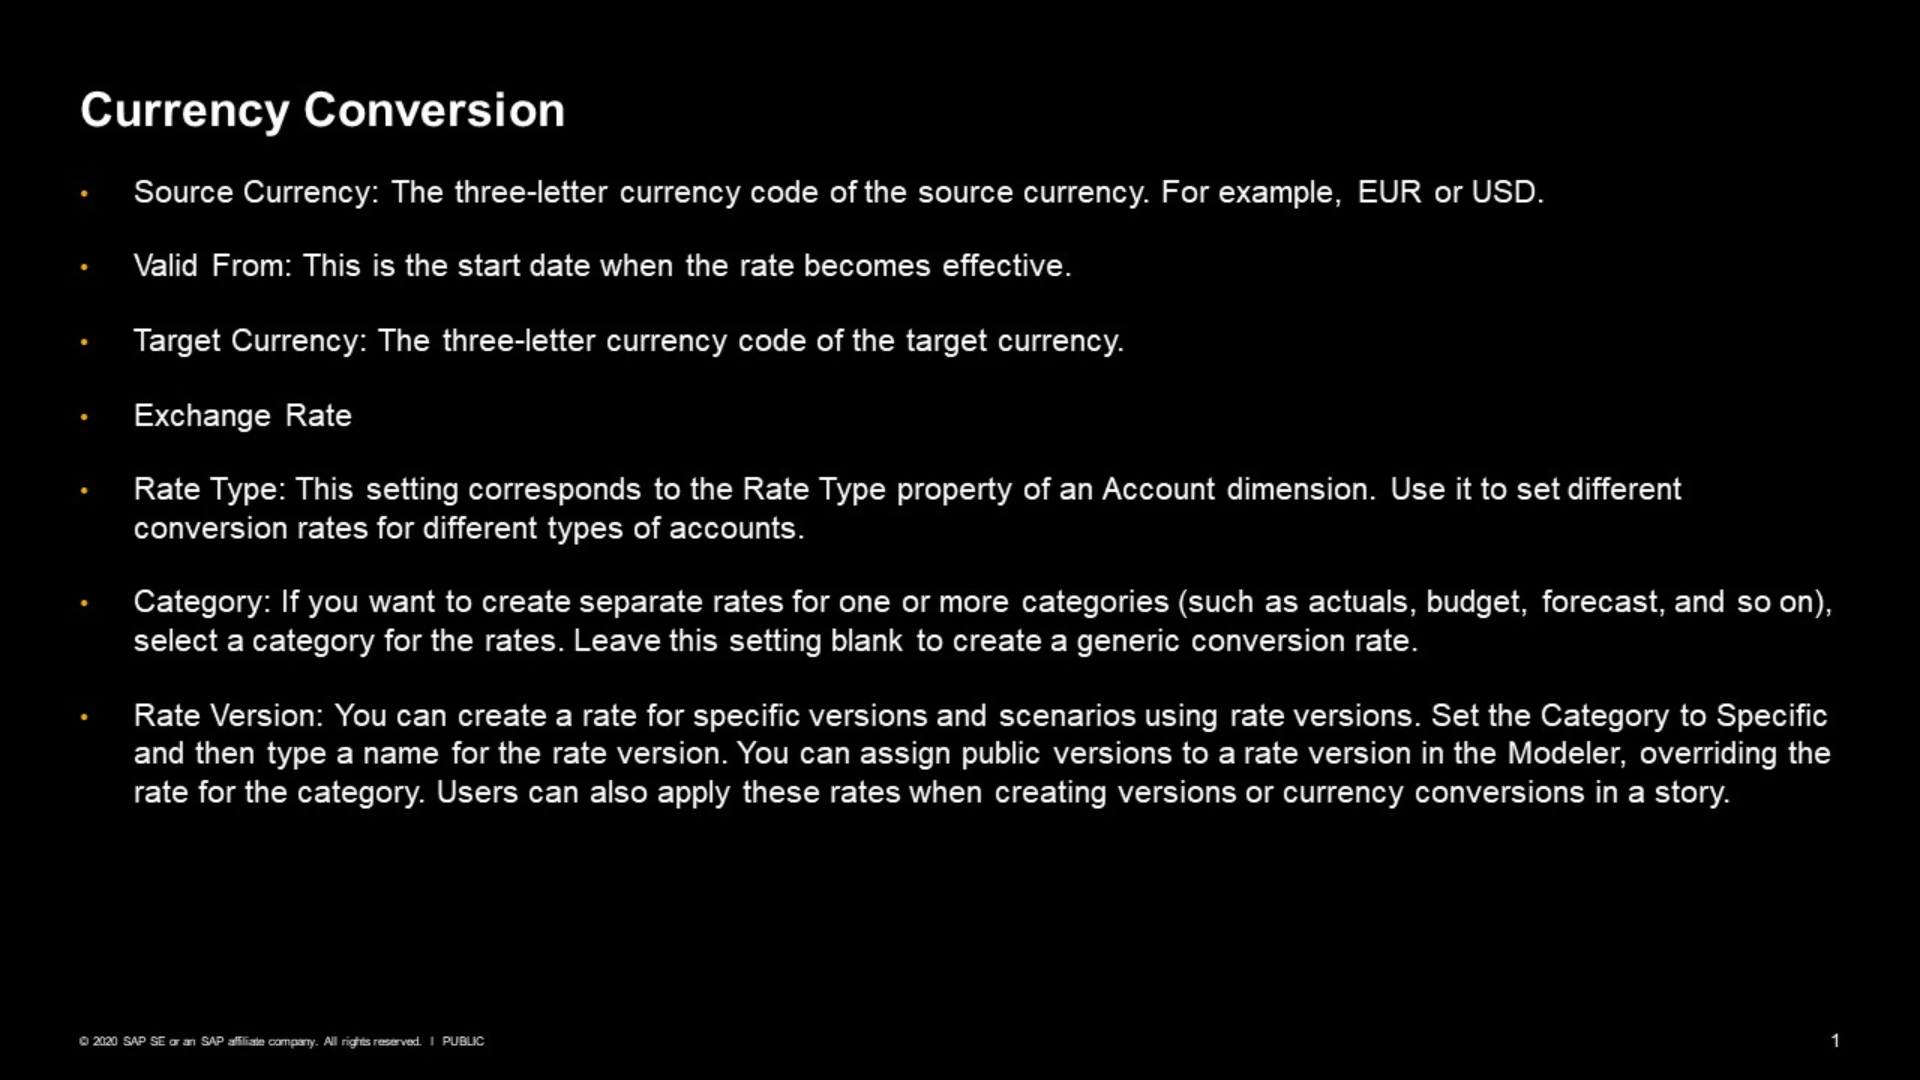 Currency Conversion
• Source Currency: The three-letter currency code of the source currency. For example, EUR or USD.
• Valid From: This is the start date when the rate becomes effective.
• Target Currency: The three-letter currency code of the target currency.
• Exchange Rate
• Rate Type: This setting corresponds to the Rate Type property of an Account dimension. Use it to set different
conversion rates for different types of accounts.
• Category: If you want to create separate rates for one or more categories (such as actuals, budget, forecast, and so on),
select a category for the rates. Leave this setting blank to create a generic conversion rate.
• Rate Version: You can create a rate for specific versions and scenarios using rate versions. Set the Category to Specific
and then type a name for the rate version. You can assign public versions to a rate version in the Modeler, overriding the
rate for the category. Users can also apply these rates when creating versions or currency conversions in a story.
© 2020 SAP SE or an SAP affiliate company. All rights reserved. | PUBLIC
1